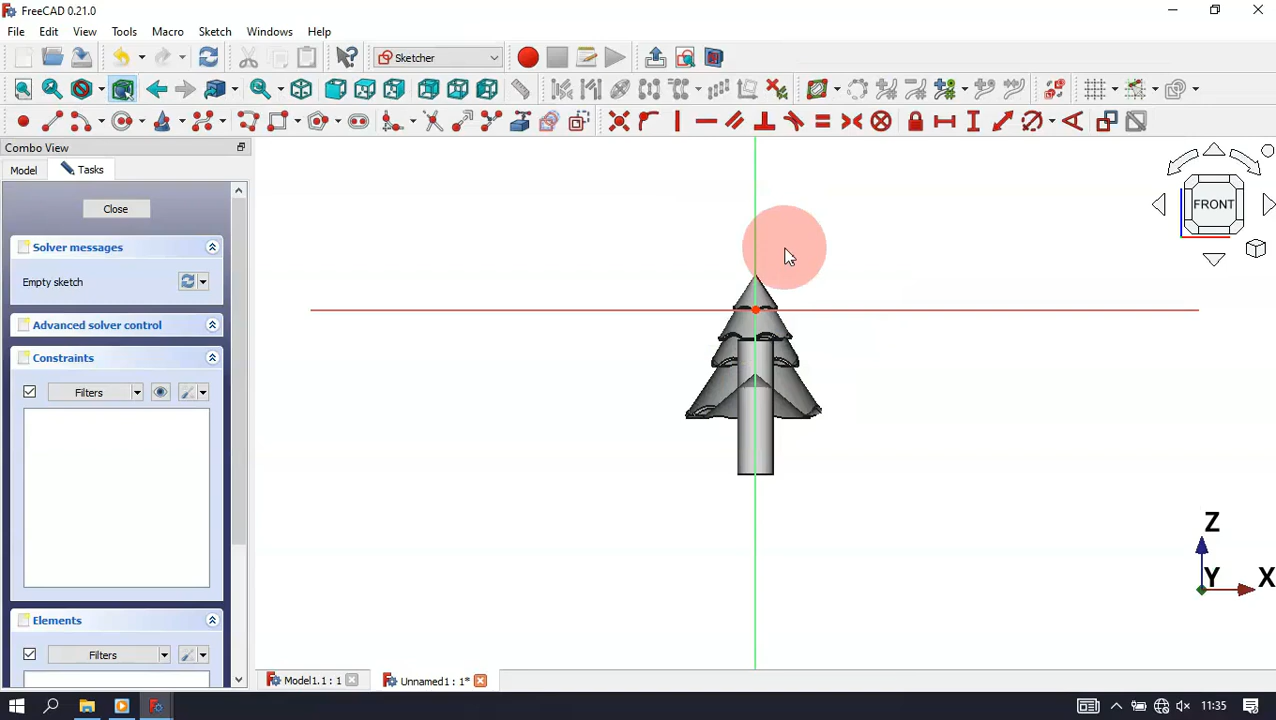 FreeCAD 0.21.0
File Edit View Tools Macro Sketch Windows Help
Sketcher
Combo View
Model Tasks
Close
Solver messages
Empty sketch
Advanced solver control
Constraints
Filters
Elements
Filters
FRONT
Z
Y X
Model1.1 : 1 Unnamed1 : 1*
11:35